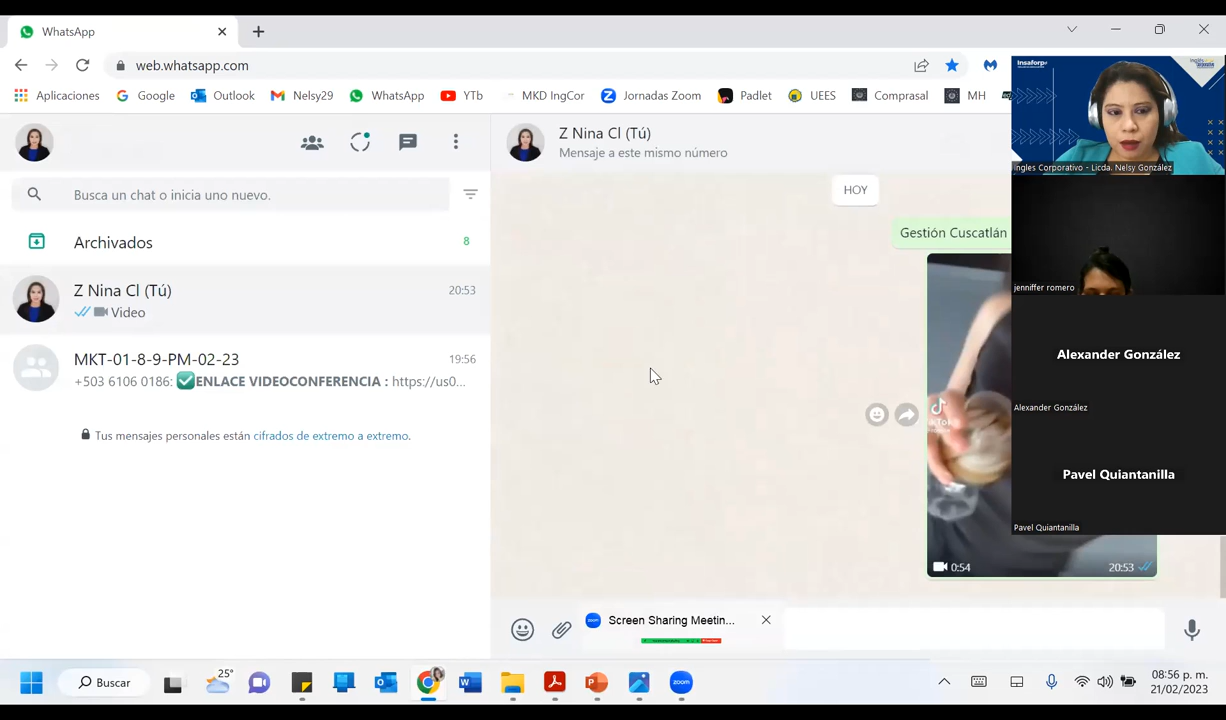 WhatsApp
web.whatsapp.com
Aplicaciones
Google
Outlook
Nelsy29
WhatsApp
YTb
MKD IngCor
Jornadas Zoom
Padlet
UEES
Comprasal
MH
Insaforp
Ingles Corporativo - Licda. Nelsy González
Z Nina Cl (Tú)
Mensaje a este mismo número
Busca un chat o inicia uno nuevo.
HOY
Archivados
8
Gestión Cuscatlán
Z Nina Cl (Tú)
20:53
Video
jenniffer romero
MKT-01-8-9-PM-02-23
19:56
+503 6106 0186: ✅ENLACE VIDEOCONFERENCIA : https://us0...
Alexander González
Alexander González
Tus mensajes personales están cifrados de extremo a extremo.
Pavel Quiantanilla
Pavel Quiantanilla
0:54
20:53
zoom
Screen Sharing Meetin...
25°
Buscar
zoom
08:56 p. m.
21/02/2023